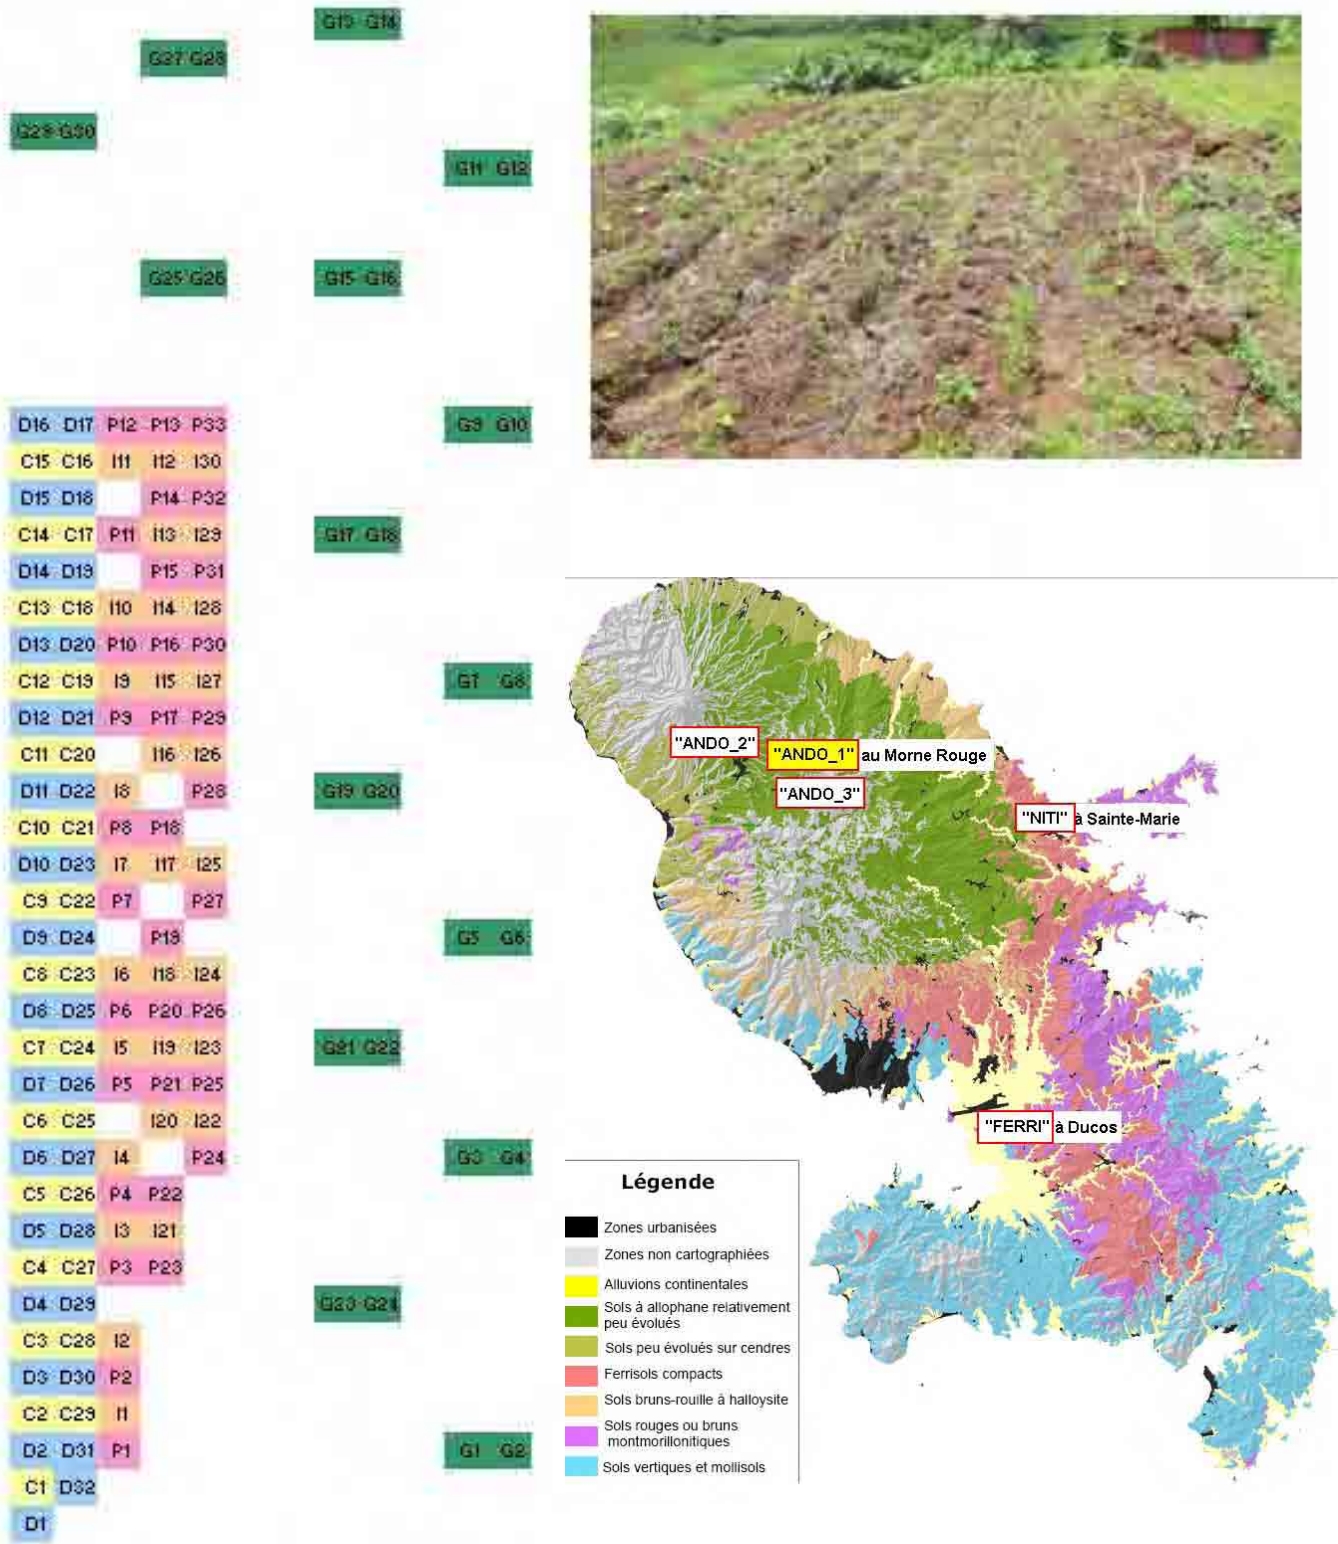 G13 G14
G27 G28
G29 G30
G11 G12
G25 G26 G15 G16
D16 D17 P12 P13 P33 G9 G10
C15 C16 I11 I12 I30
D15 D18 P14 P32
C14 C17 P11 I13 I29 G17 G18
D14 D19 P15 P31
C13 C18 I10 I14 I28
D13 D20 P10 P16 P30
C12 C19 I9 I15 I27 G7 G8
D12 D21 P9 P17 P29
C11 C20 I16 I26
D11 D22 I8 P28 G19 G20
C10 C21 P8 P18
D10 D23 I7 I17 I25
C9 C22 P7 P27
D9 D24 P19 G5 G6
C8 C23 I6 I18 I24
D8 D25 P6 P20 P26
C7 C24 I5 I19 I23 G21 G22
D7 D26 P5 P21 P25
C6 C25 I20 I22
D6 D27 I4 P24 G3 G4
C5 C26 P4 P22
D5 D28 I3 I21
C4 C27 P3 P23
D4 D29 G23 G24
C3 C28 I2
D3 D30 P2
C2 C29 I1
D2 D31 P1 G1 G2
C1 D32
D1
"ANDO_2"
"ANDO_1" au Morne Rouge
"ANDO_3"
"NITI" à Sainte-Marie
"FERRI" à Ducos
Légende
Zones urbanisées
Zones non cartographiées
Alluvions continentales
Sols à allophane relativement
peu évolués
Sols peu évolués sur cendres
Ferrisols compacts
Sols bruns-rouille à halloysite
Sols rouges ou bruns
montmorillonitiques
Sols vertiques et mollisols